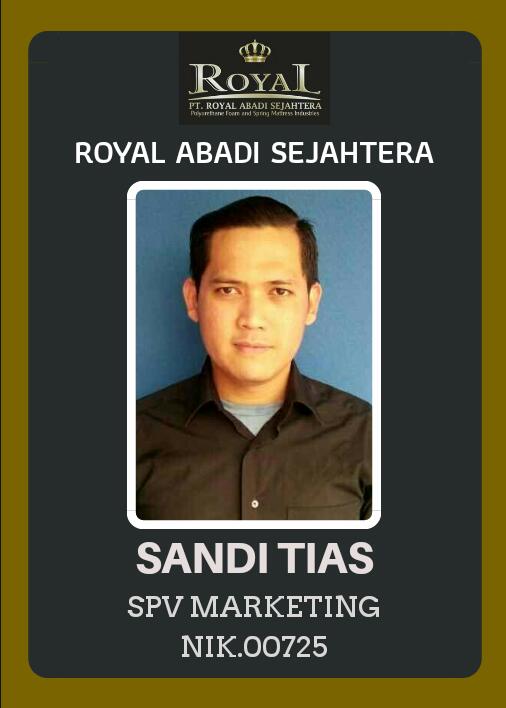 ROYAL
PT. ROYAL ABADI SEJAHTERA
Polyurethane Foam and Spring Mattress Industries
ROYAL ABADI SEJAHTERA
SANDI TIAS
SPV MARKETING
NIK.00725